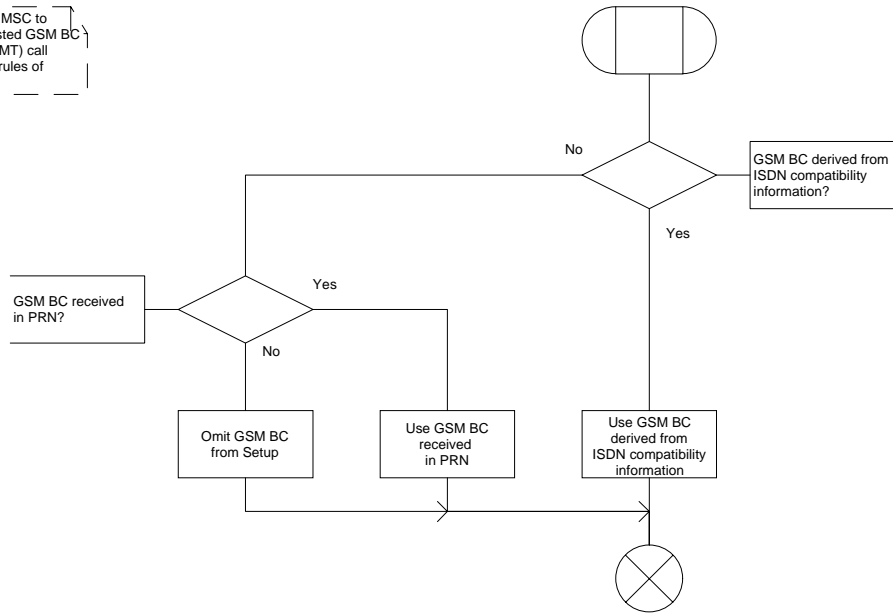 MSC to
sted GSM BC
MT) call
rules of
No
GSM BC derived from
ISDN compatibility
information?
Yes
GSM BC received
in PRN?
Yes
No
Omit GSM BC
from Setup
Use GSM BC
received
in PRN
Use GSM BC
derived from
ISDN compatibility
information